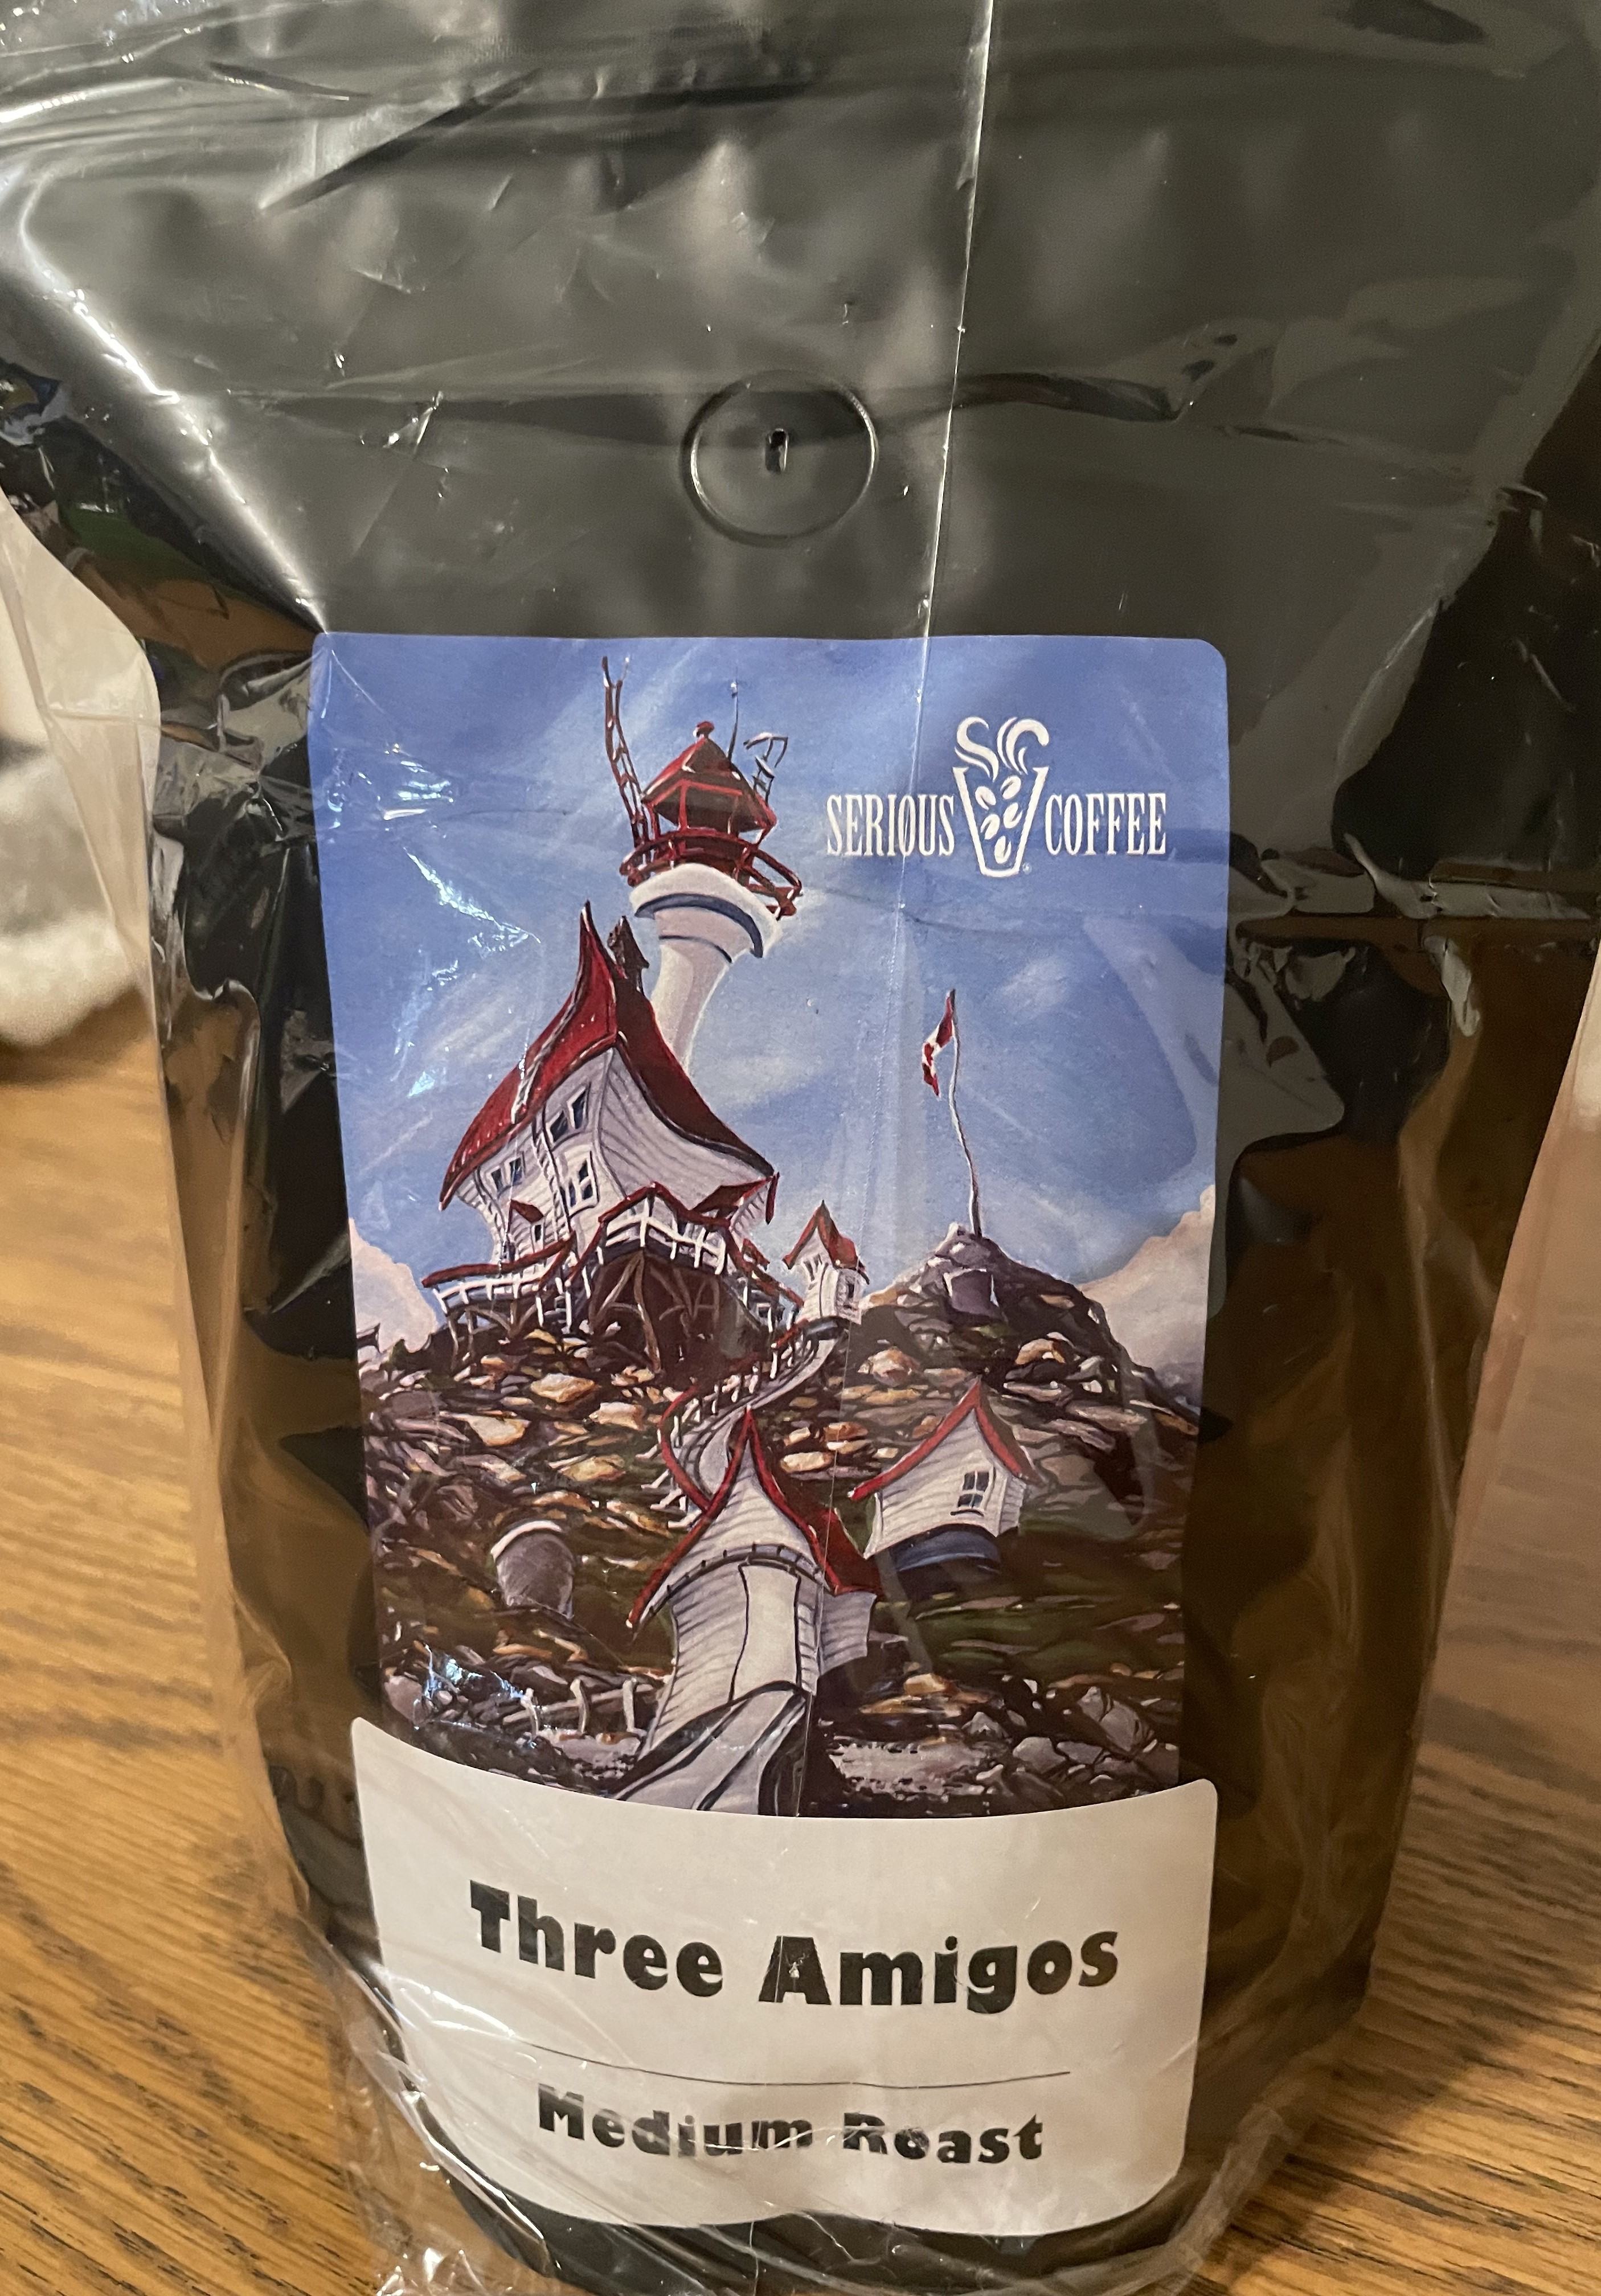 SERIOUS COFFEE
Three Amigos
Medium Roast